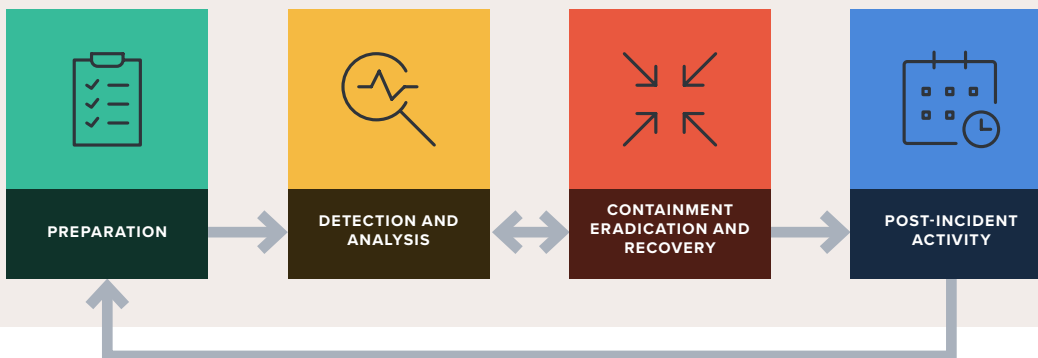 PREPARATION
DETECTION AND
ANALYSIS
CONTAINMENT
ERADICATION AND
RECOVERY
POST-INCIDENT
ACTIVITY